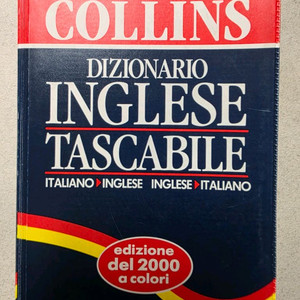 COLLINS
DIZIONARIO
INGLESE
TASCABILE
ITALIANO INGLESE INGLESE ITALIANO
edizione
del 2000
a colori